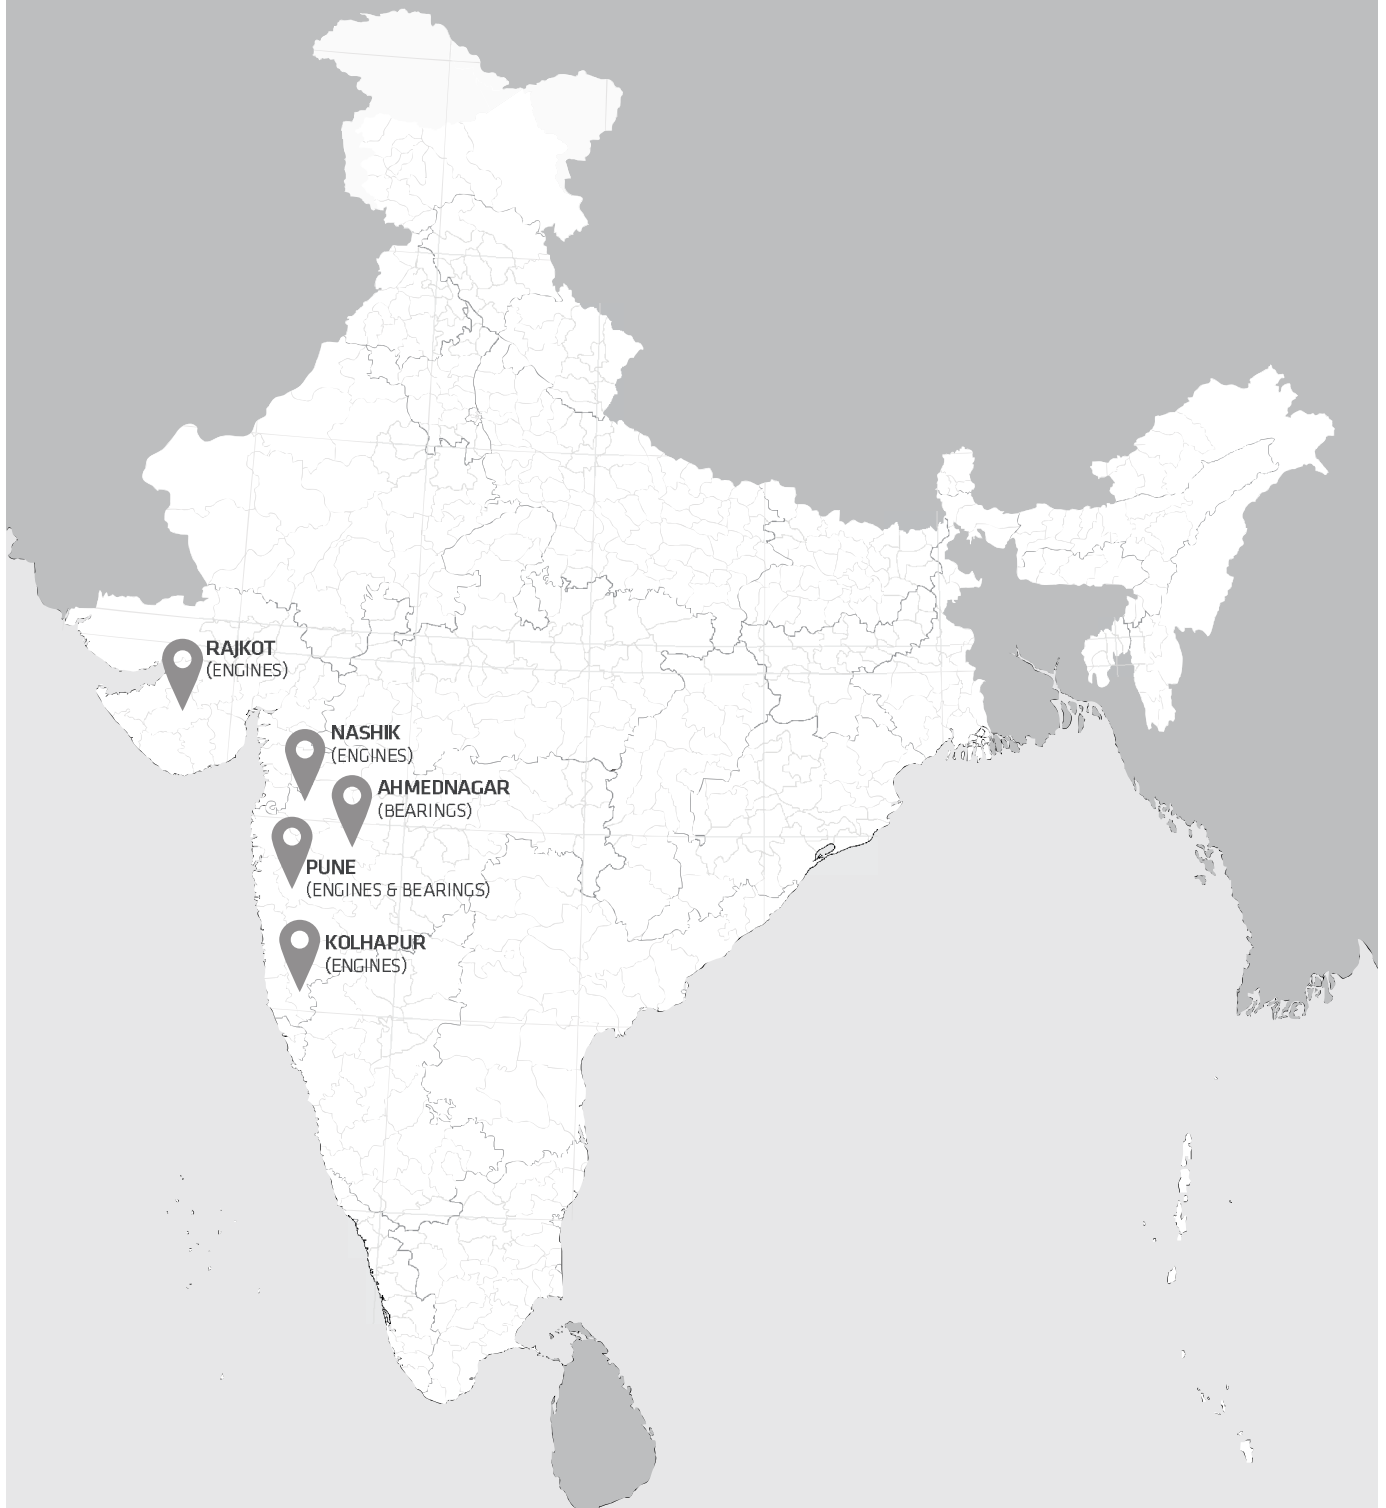 RAJKOT
(ENGINES)
NASHIK
(ENGINES)
AHMEDNAGAR
(BEARINGS)
PUNE
(ENGINES & BEARINGS)
KOLHAPUR
(ENGINES)